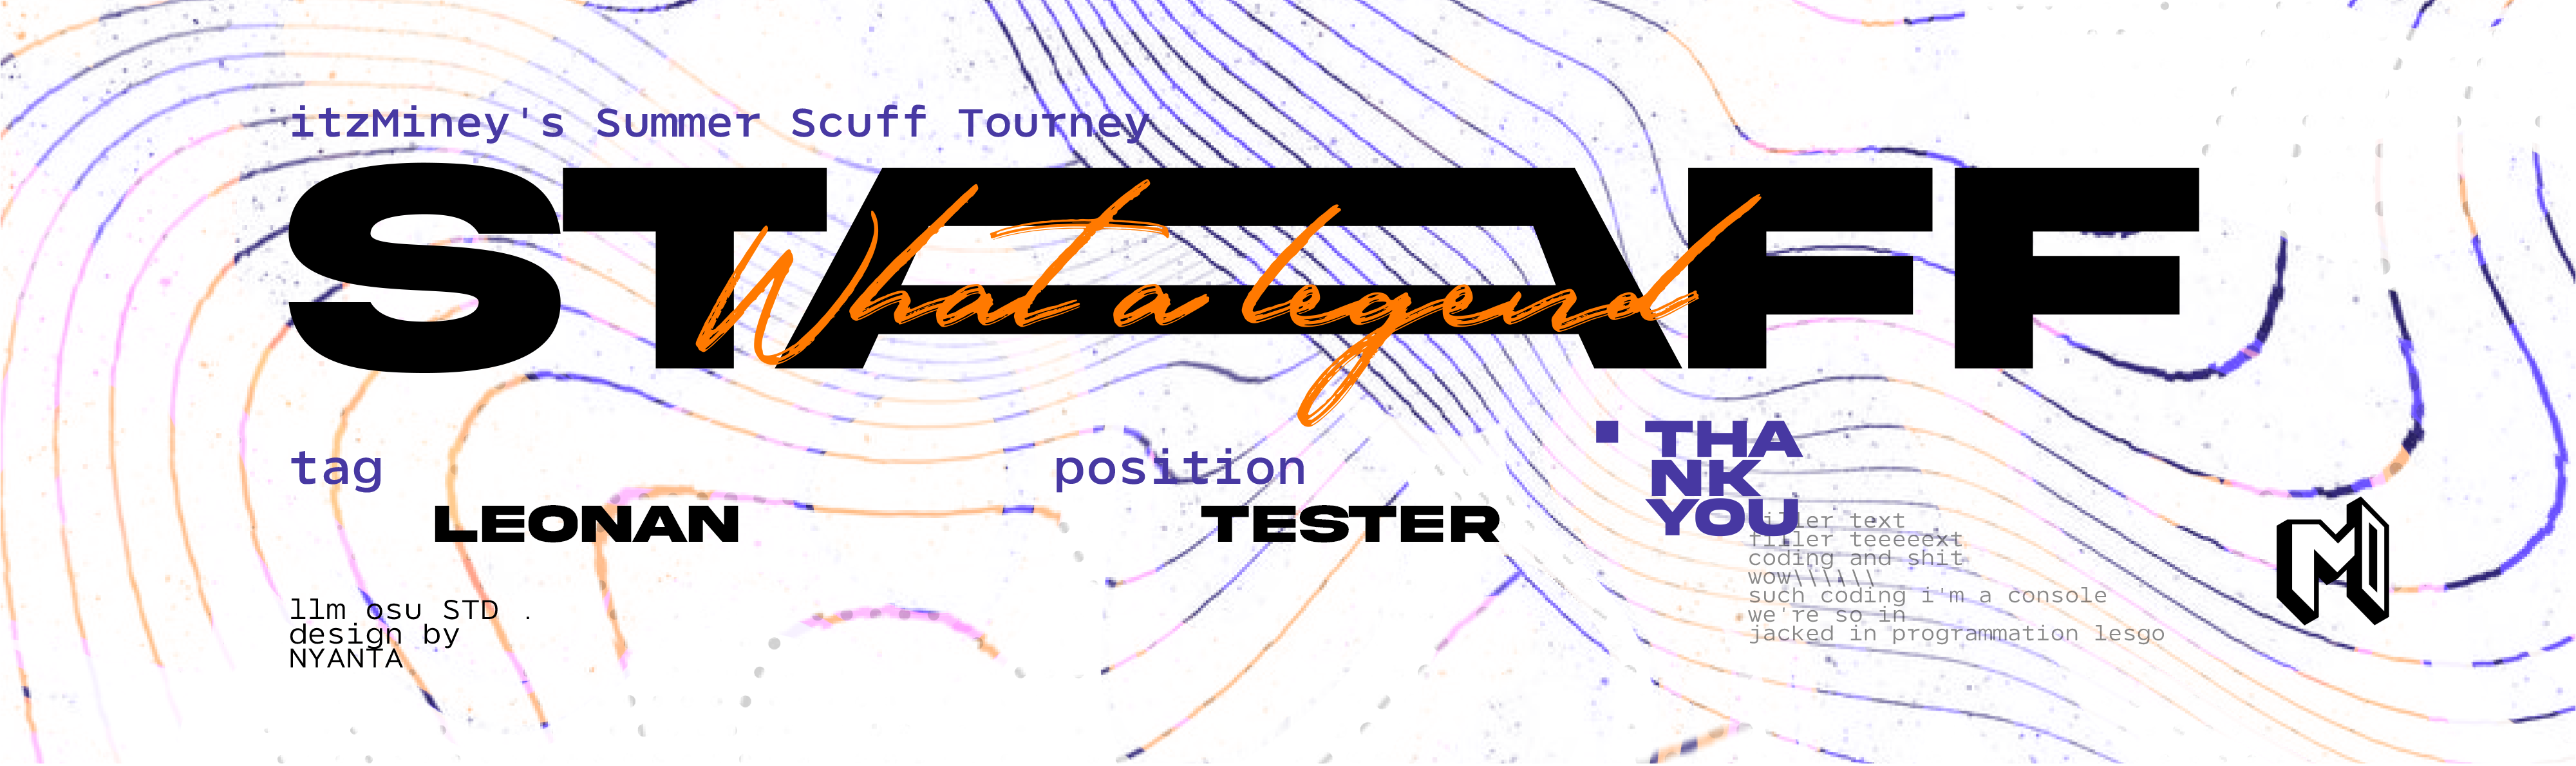 itzMiney's Summer Scuff Tourney
STAFF
What a legend
tag
LEONAN
position
TESTER
THA
NK
YOU
filler text
filler teeeeext
coding and shit
wow\\\\\\\
such coding i'm a console
we're so in
jacked in programmation lesgo
llm osu STD .
design by
NYANTA